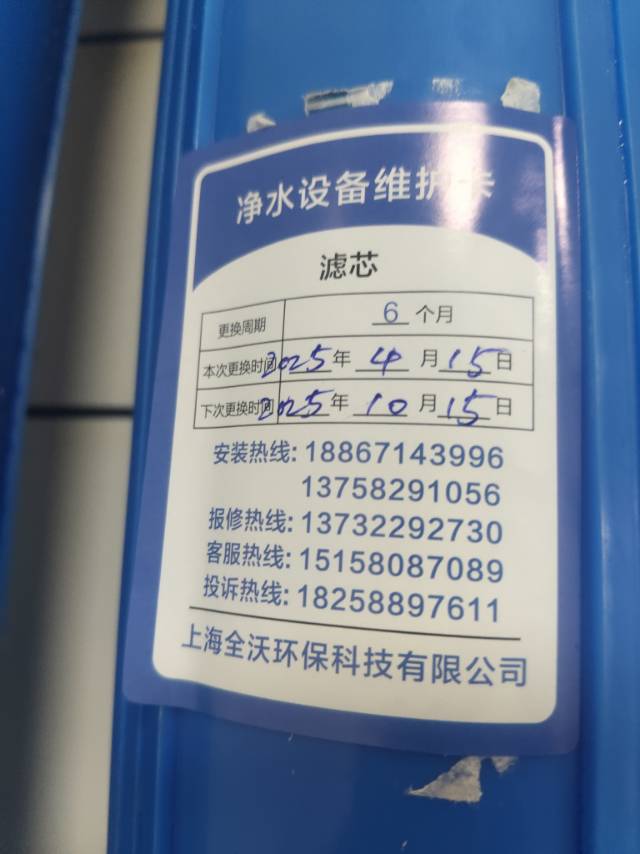 净水设备维护卡
滤芯
更换周期 6 个月
本次更换时间 2025 年 4 月 15 日
下次更换时间 2025 年 10 月 15 日
安装热线: 18867143996
13758291056
报修热线: 13732292730
客服热线: 15158087089
投诉热线: 18258897611
上海全沃环保科技有限公司